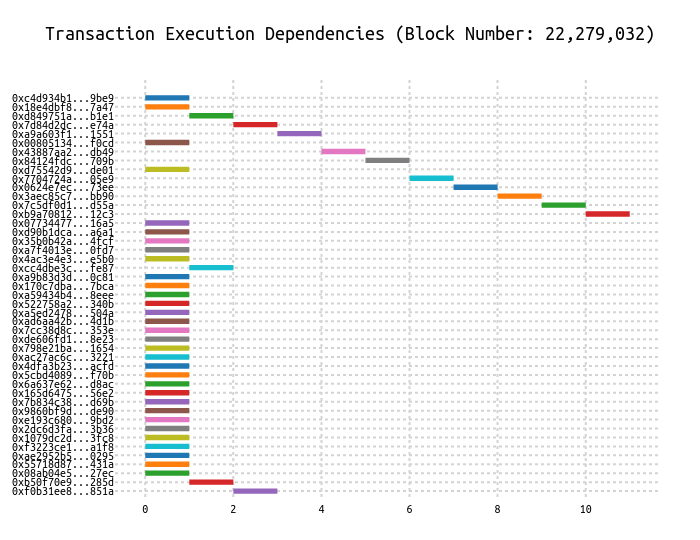 Transaction Execution Dependencies (Block Number: 22,279,032)
0xc4d934b1...9be9
0x18e4dbf8...7a47
0xd849751a...b1e1
0x7d84d2dc...e74a
0xa9a603f1...1551
0x00805134...f0cd
0x43887aa2...db49
0x84124fdc...709b
0xd75542d9...de01
0x7704724a...05e9
0x0624e7ec...73ee
0x3aec85c7...bb90
0x7c5df0d1...d55a
0xb9a70812...12c3
0x07734477...16a5
0xd90b1dca...a6a1
0x35b0b42a...4fcf
0xa7f4013e...0fd7
0x4ac3e4e3...e5b0
0xcc4dbe3c...fe87
0xa9b83d3d...0c81
0x170c7dba...7bca
0xa59434b4...8eee
0x522758a2...340b
0xa5ed2478...504a
0xad6aa42b...4d1b
0x7cc38d8c...353e
0xde606fd1...8e23
0x798e21ba...1654
0xac27ac6c...3221
0x4dfa3b23...acfd
0x5cbd4089...f70b
0x6a637e62...d8ac
0x165d6475...56e2
0x7b834c38...d69b
0x9860bf9d...de90
0xe193c680...9bd2
0x2dc6d3fa...3b36
0x1079dc2d...3fc8
0xf3223ce1...a1f8
0xae2952b5...0295
0x55718d87...431a
0x08ab04e5...27ec
0xb50f70e9...285d
0xf0b31ee8...851a
0 2 4 6 8 10